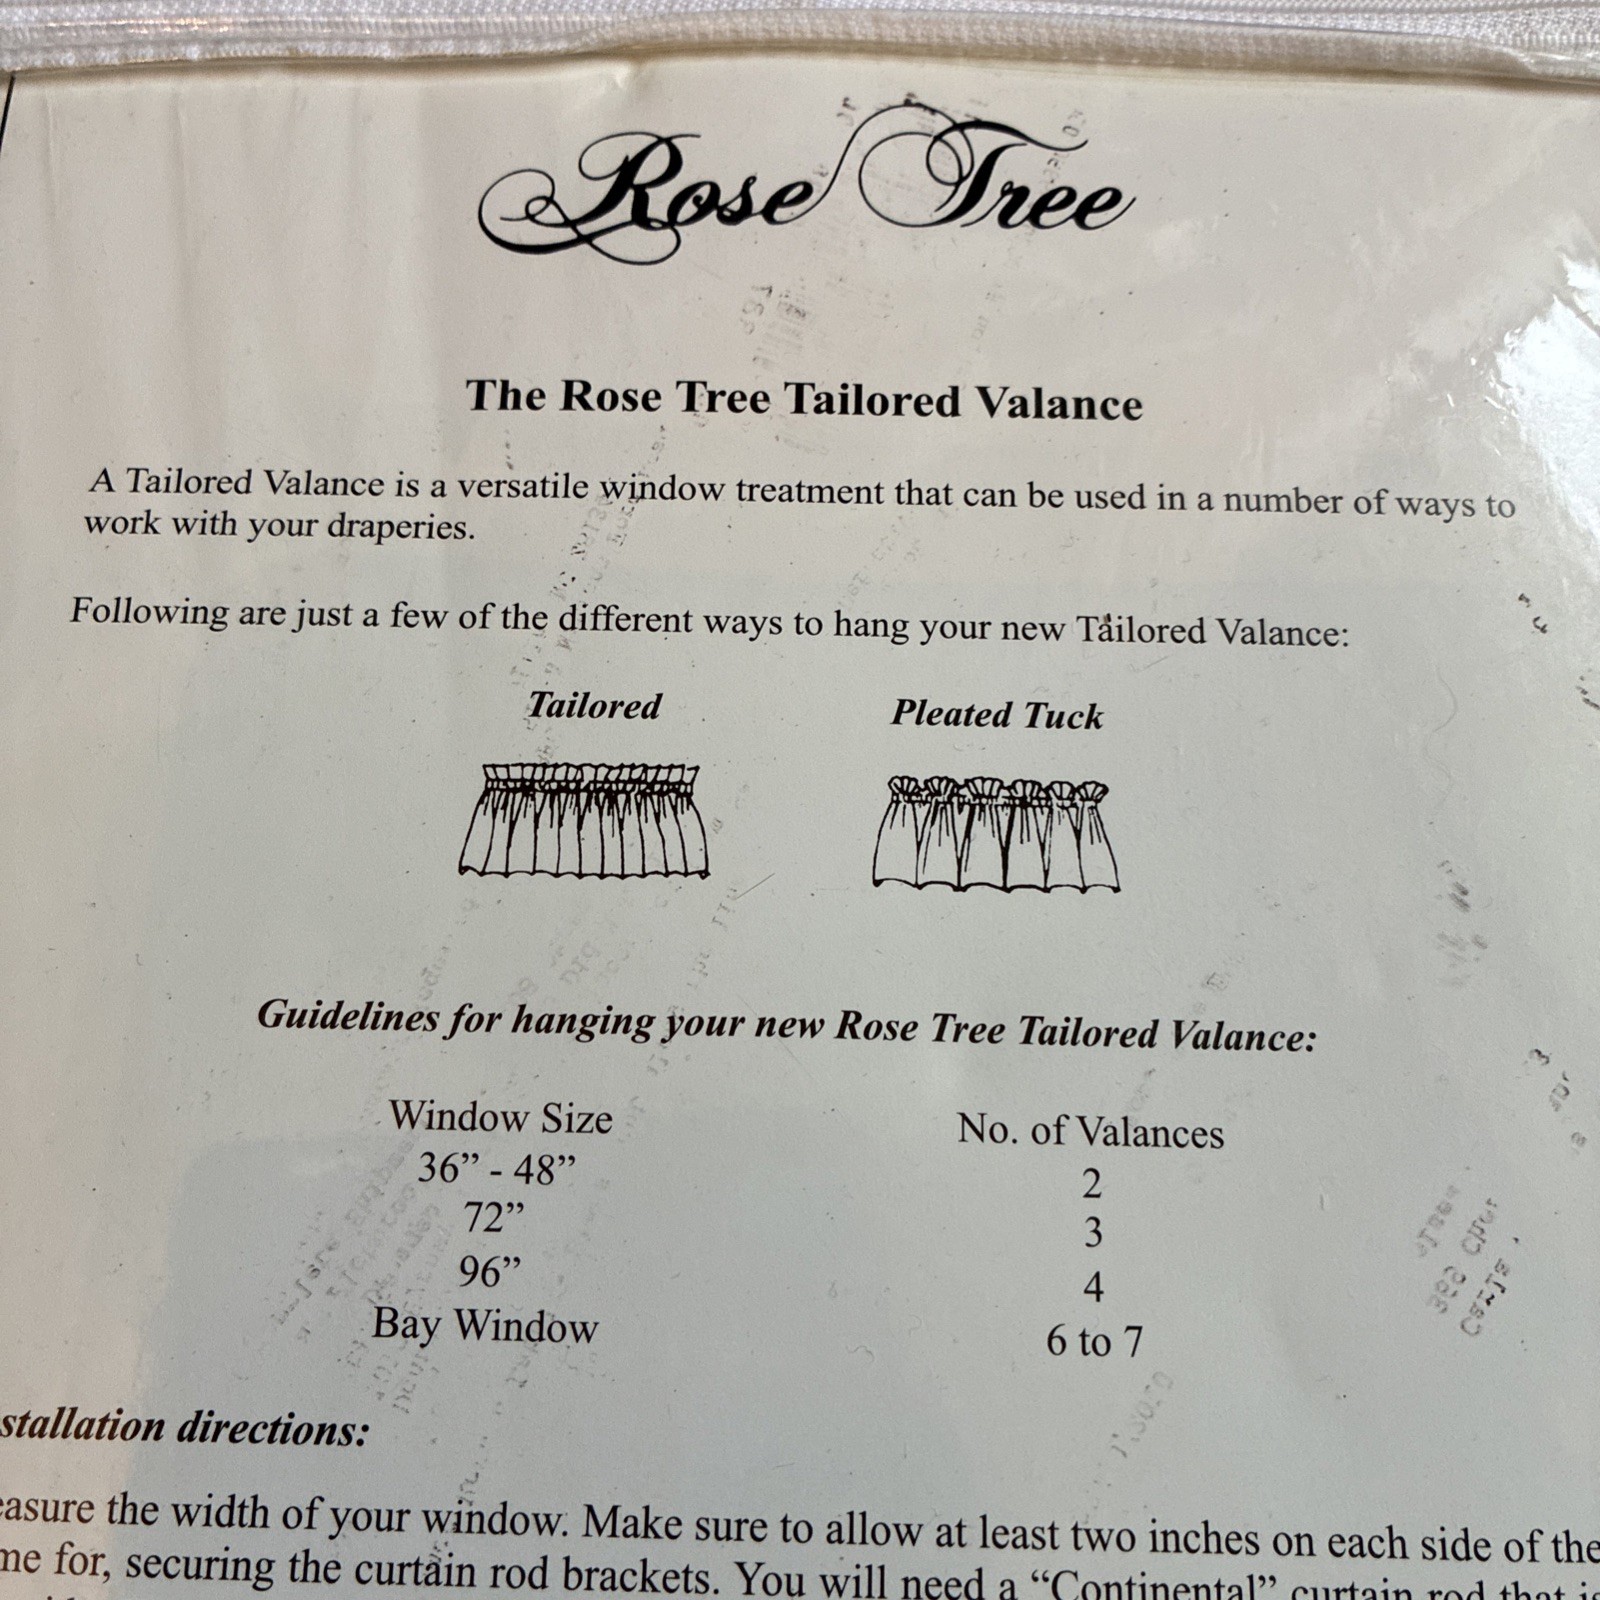 Rose Tree
The Rose Tree Tailored Valance
A Tailored Valance is a versatile window treatment that can be used in a number of ways to
work with your draperies.
Following are just a few of the different ways to hang your new Tailored Valance:
Tailored
Pleated Tuck
Guidelines for hanging your new Rose Tree Tailored Valance:
Window Size No. of Valances
36” - 48” 2
72” 3
96” 4
Bay Window 6 to 7
stallation directions:
easure the width of your window. Make sure to allow at least two inches on each side of the
me for, securing the curtain rod brackets. You will need a “Continental” curtain rod that is